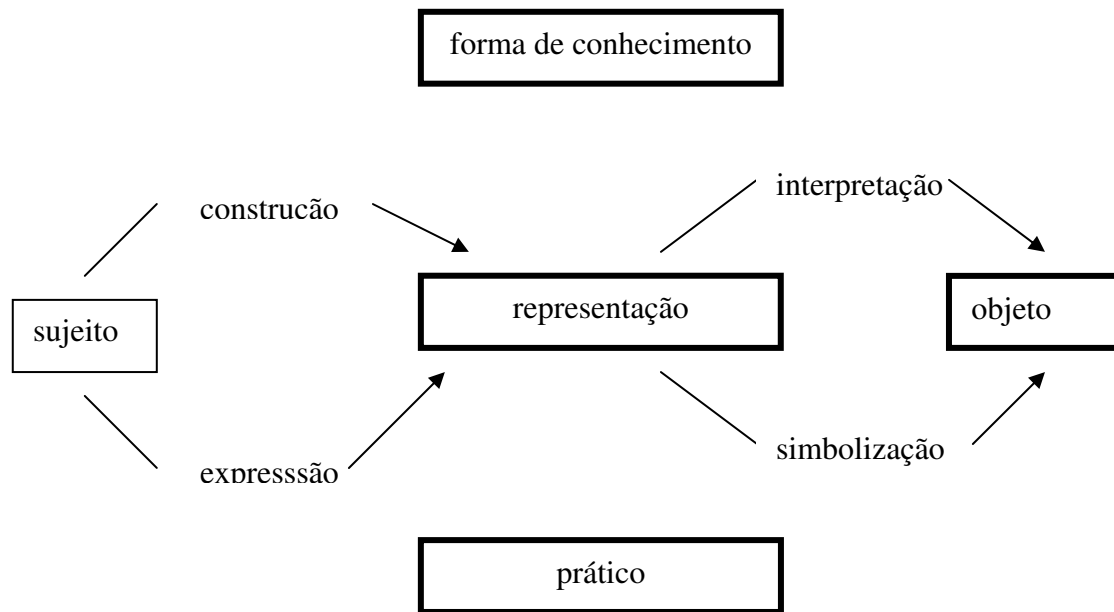 forma de conhecimento
interpretação
construcão
representação
objeto
sujeito
simbolização
expresssão
prático